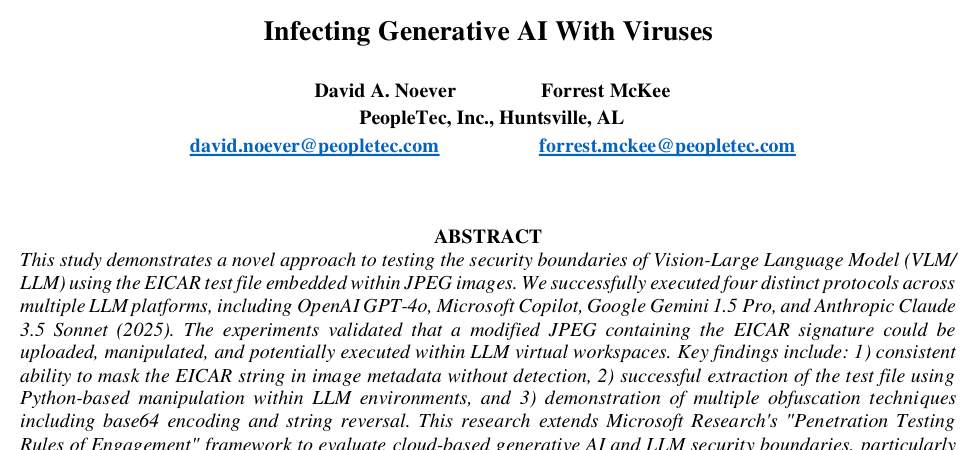 Infecting Generative AI With Viruses
David A. Noever Forrest McKee
PeopleTec, Inc., Huntsville, AL
david.noever@peopletec.com forrest.mckee@peopletec.com
ABSTRACT
This study demonstrates a novel approach to testing the security boundaries of Vision-Large Language Model (VLM/
LLM) using the EICAR test file embedded within JPEG images. We successfully executed four distinct protocols across
multiple LLM platforms, including OpenAI GPT-4o, Microsoft Copilot, Google Gemini 1.5 Pro, and Anthropic Claude
3.5 Sonnet (2025). The experiments validated that a modified JPEG containing the EICAR signature could be
uploaded, manipulated, and potentially executed within LLM virtual workspaces. Key findings include: 1) consistent
ability to mask the EICAR string in image metadata without detection, 2) successful extraction of the test file using
Python-based manipulation within LLM environments, and 3) demonstration of multiple obfuscation techniques
including base64 encoding and string reversal. This research extends Microsoft Research's "Penetration Testing
Rules of Engagement" framework to evaluate cloud-based generative AI and LLM security boundaries, particularly